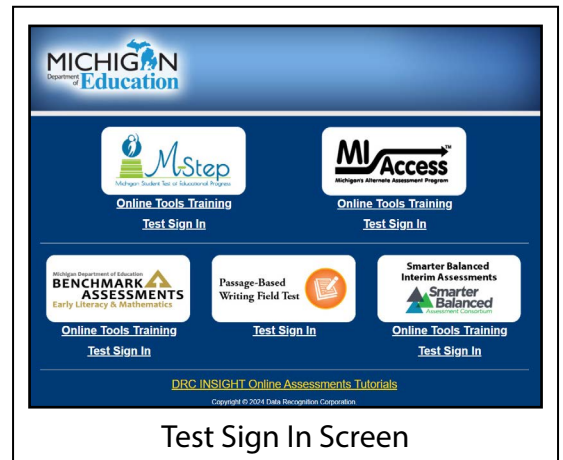 MICHIGAN
Department of Education
M-Step
Michigan Student Test of Educational Progress
Online Tools Training
Test Sign In
MI Access™
Michigan's Alternate Assessment Program
Online Tools Training
Test Sign In
Michigan Department of Education
BENCHMARK
ASSESSMENTS
Early Literacy & Mathematics
Online Tools Training
Test Sign In
Passage-Based
Writing Field Test
Test Sign In
Smarter Balanced
Interim Assessments
Smarter
Balanced
Assessment Consortium
Online Tools Training
Test Sign In
DRC INSIGHT Online Assessments Tutorials
Copyright © 2024 Data Recognition Corporation.
Test Sign In Screen